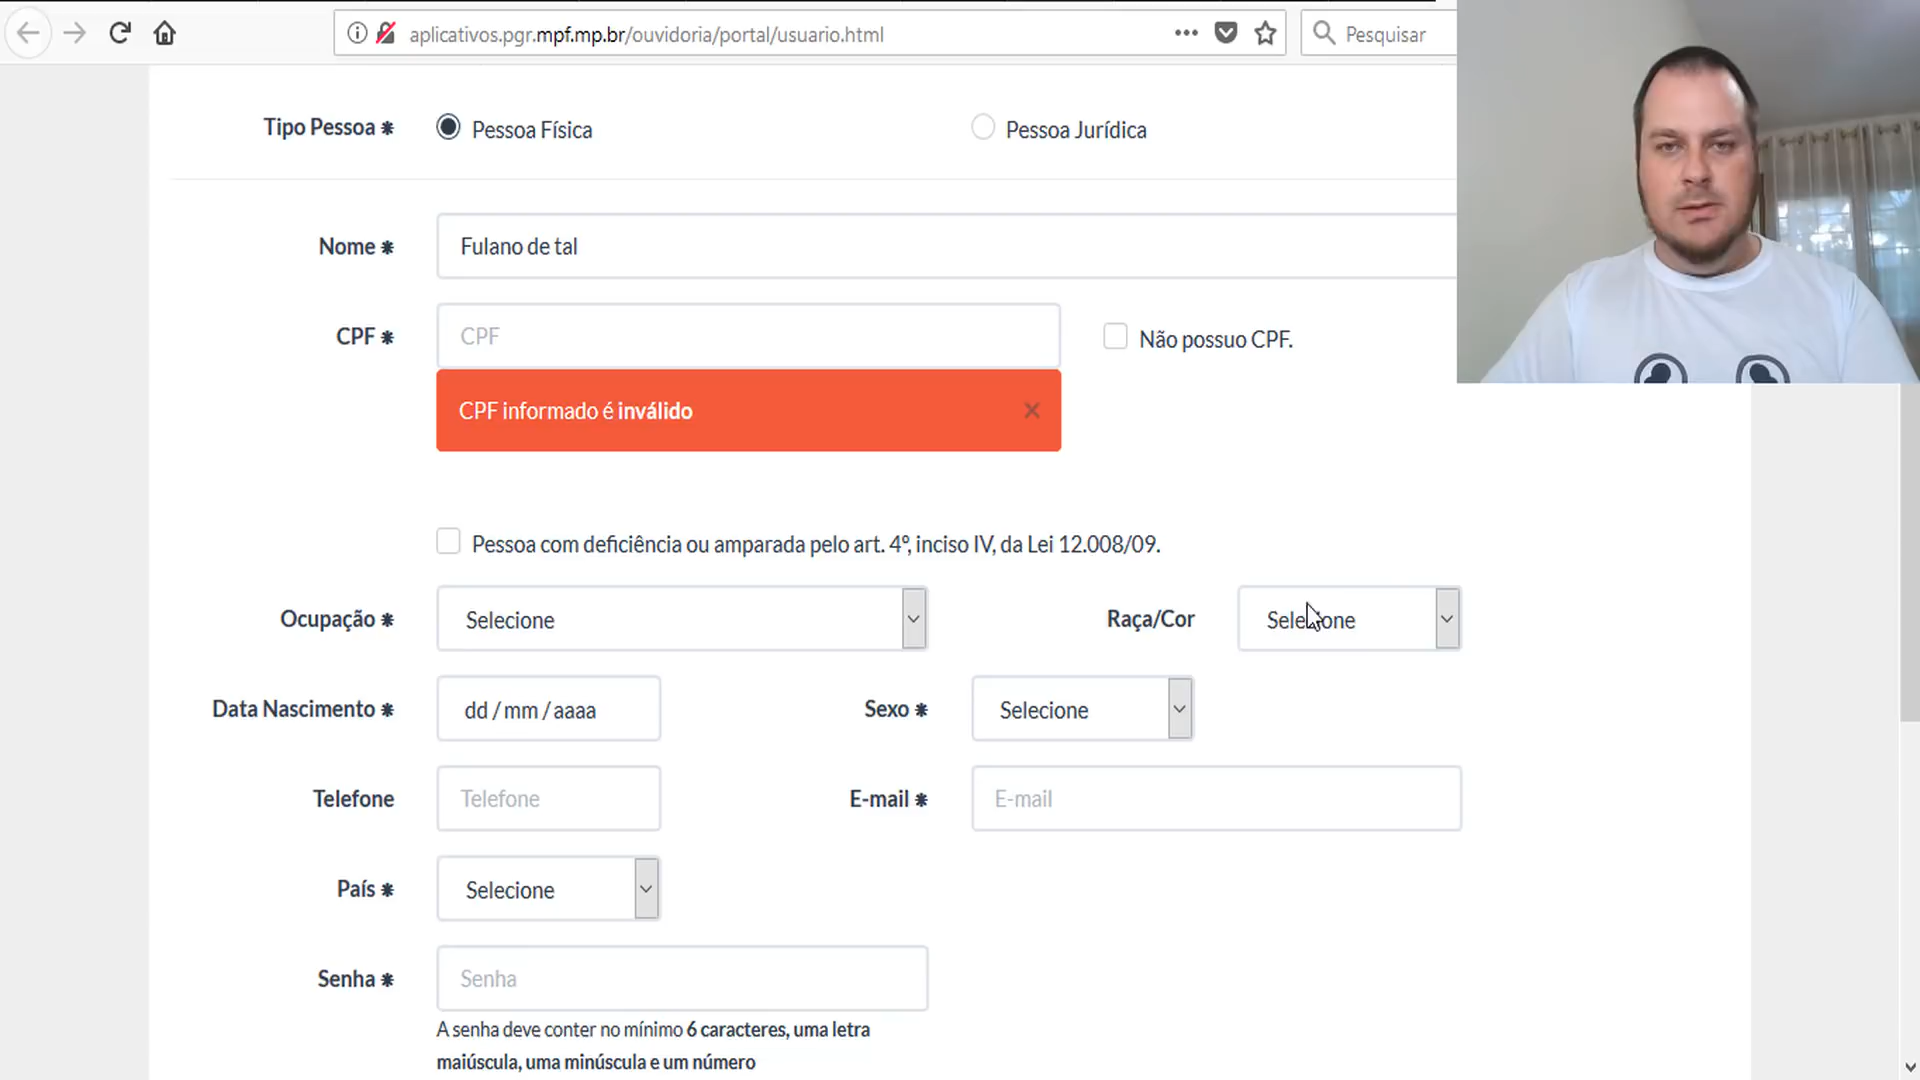 aplicativos.pgr.mpf.mp.br/ouvidoria/portal/usuario.html
Pesquisar
Tipo Pessoa *
Pessoa Física
Pessoa Jurídica
Nome *
Fulano de tal
CPF *
CPF
Não possuo CPF.
CPF informado é inválido
Pessoa com deficiência ou amparada pelo art. 4º, inciso IV, da Lei 12.008/09.
Ocupação *
Selecione
Raça/Cor
Selecione
Data Nascimento *
dd / mm / aaaa
Sexo *
Selecione
Telefone
Telefone
E-mail *
E-mail
País *
Selecione
Senha *
Senha
A senha deve conter no mínimo 6 caracteres, uma letra
maiúscula, uma minúscula e um número